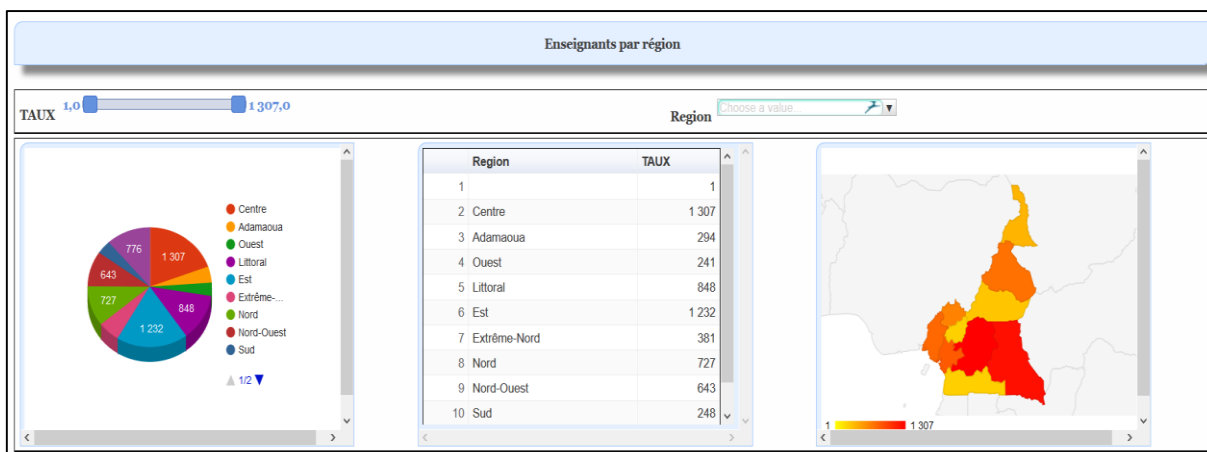 Enseignants par région
TAUX 1,0 1 307,0
Region Choose a value...
Centre
Adamaoua
Ouest
Littoral
Est
Extrême-...
Nord
Nord-Ouest
Sud
1/2
776
1 307
643
727
848
1 232
Region TAUX
1 1
2 Centre 1 307
3 Adamaoua 294
4 Ouest 241
5 Littoral 848
6 Est 1 232
7 Extrême-Nord 381
8 Nord 727
9 Nord-Ouest 643
10 Sud 248
1 1 307